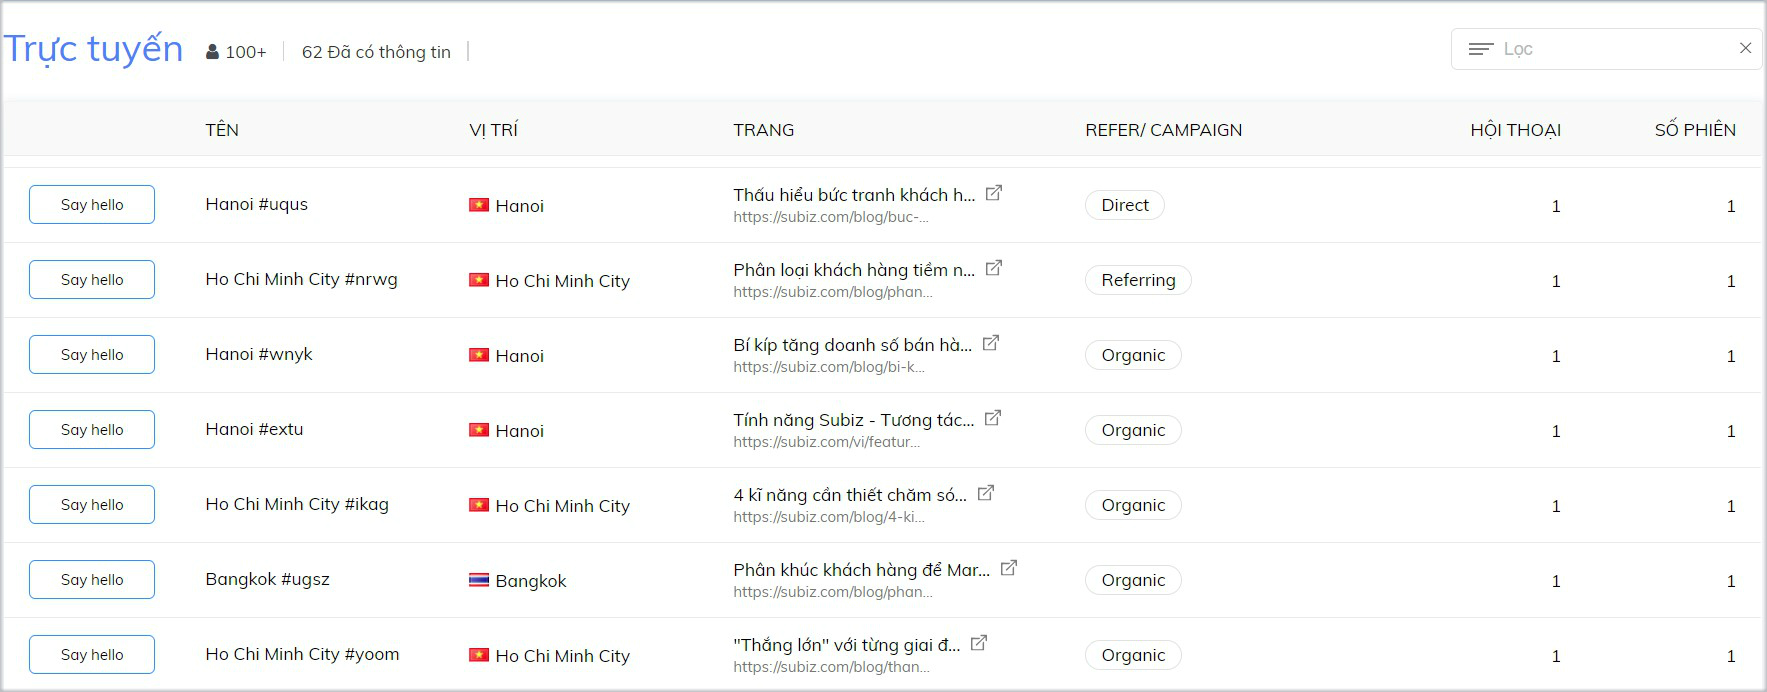 Trực tuyến 100+ 62 Đã có thông tin Lọc
TÊN VỊ TRÍ TRANG REFER/ CAMPAIGN HỘI THOẠI SỐ PHIÊN
Say hello Hanoi #uqus Hanoi Thấu hiểu bức tranh khách h... Direct 1 1
https://subiz.com/blog/buc-...
Say hello Ho Chi Minh City #nrwg Ho Chi Minh City Phân loại khách hàng tiềm n... Referring 1 1
https://subiz.com/blog/phan...
Say hello Hanoi #wnyk Hanoi Bí kíp tăng doanh số bán hà... Organic 1 1
https://subiz.com/blog/bi-k...
Say hello Hanoi #extu Hanoi Tính năng Subiz - Tương tác... Organic 1 1
https://subiz.com/vi/featur...
Say hello Ho Chi Minh City #ikag Ho Chi Minh City 4 kĩ năng cần thiết chăm só... Organic 1 1
https://subiz.com/blog/4-ki...
Say hello Bangkok #ugsz Bangkok Phân khúc khách hàng để Mar... Organic 1 1
https://subiz.com/blog/phan...
Say hello Ho Chi Minh City #yoom Ho Chi Minh City "Thắng lớn" với từng giai đ... Organic 1 1
https://subiz.com/blog/than...